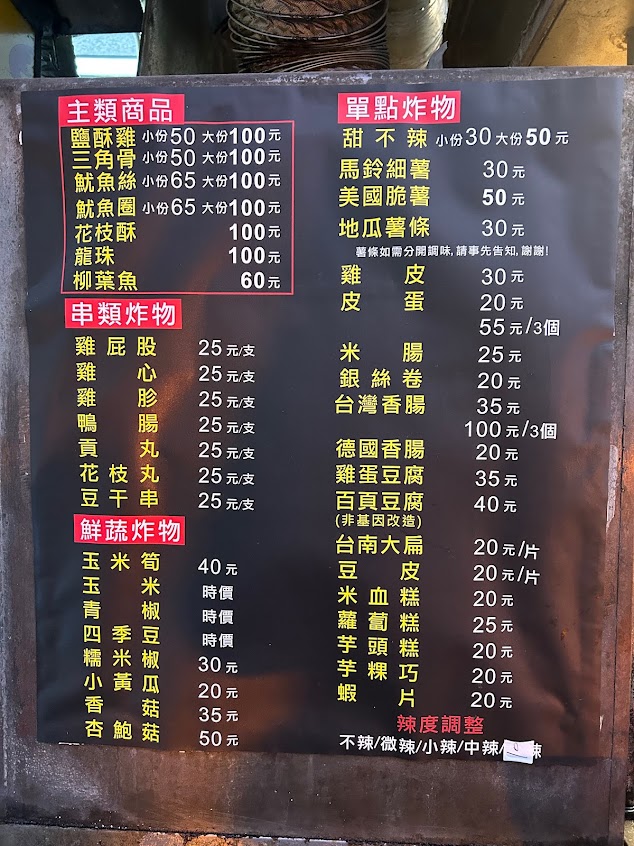 主類商品
鹽酥雞 小份50 大份100元
三角骨 小份50 大份100元
魷魚絲 小份65 大份100元
魷魚圈 小份65 大份100元
花枝酥 100元
龍珠 100元
柳葉魚 60元
串類炸物
雞屁股 25元/支
雞心 25元/支
雞胗 25元/支
鴨腸 25元/支
貢丸 25元/支
花枝丸 25元/支
豆干串 25元/支
鮮蔬炸物
玉米筍 40元
玉米 時價
青椒 時價
四季豆 時價
糯米椒 30元
小黃瓜 20元
香菇 35元
杏鮑菇 50元
單點炸物
甜不辣 小份30大份50元
馬鈴細薯 30元
美國脆薯 50元
地瓜薯條 30元
薯條如需分開調味,請事先告知,謝謝!
雞皮 30元
皮蛋 20元
55元/3個
米腸 25元
銀絲卷 20元
台灣香腸 35元
100元/3個
德國香腸 20元
雞蛋豆腐 35元
百頁豆腐 40元
(非基因改造)
台南大扁 20元/片
豆皮 20元/片
米血糕 20元
蘿蔔糕 25元
芋頭糕 20元
芋粿巧 20元
蝦片 20元
辣度調整
不辣/微辣/小辣/中辣/辣